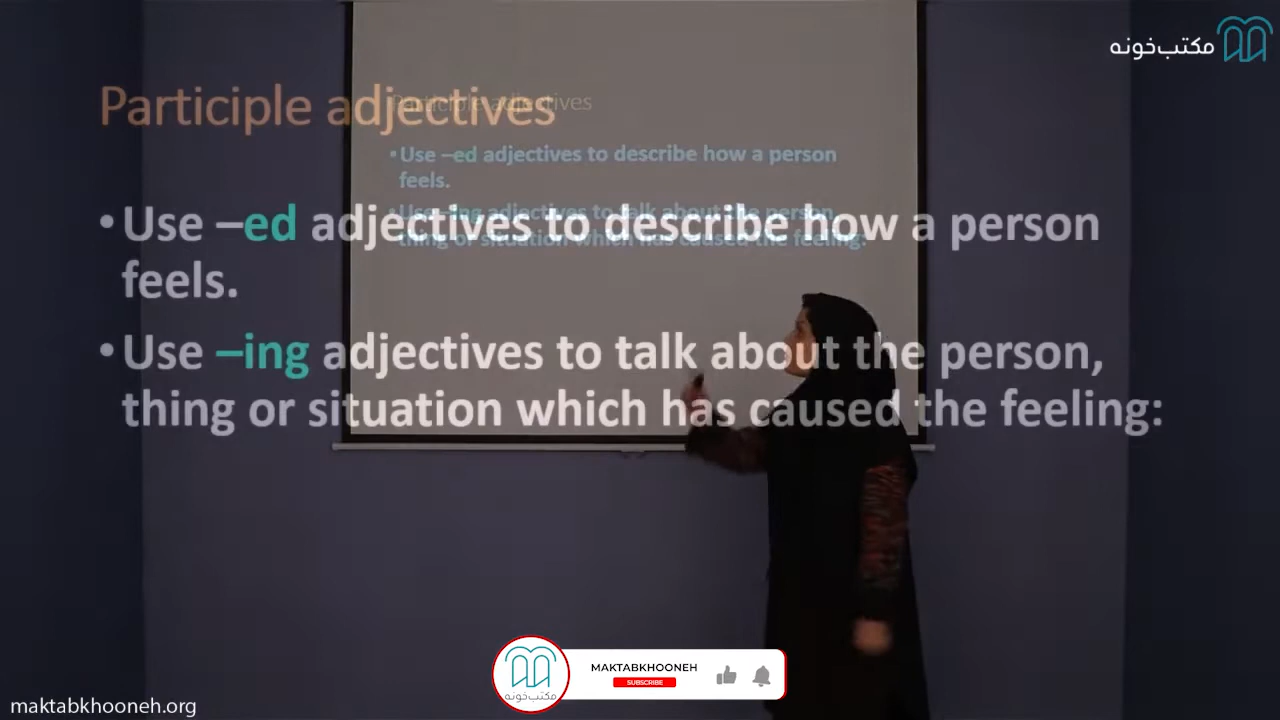 مکتب‌خونه
Participle adjectives
•Use –ed adjectives to describe how a person
feels.
•Use –ing adjectives to talk about the person,
thing or situation which has caused the feeling:
Participle adjectives
•Use –ed adjectives to describe how a person
feels.
•Use –ing adjectives to talk about the person,
thing or situation which has caused the feeling:
مکتب‌خونه
MAKTABKHOONEH
SUBSCRIBE
maktabkhooneh.org